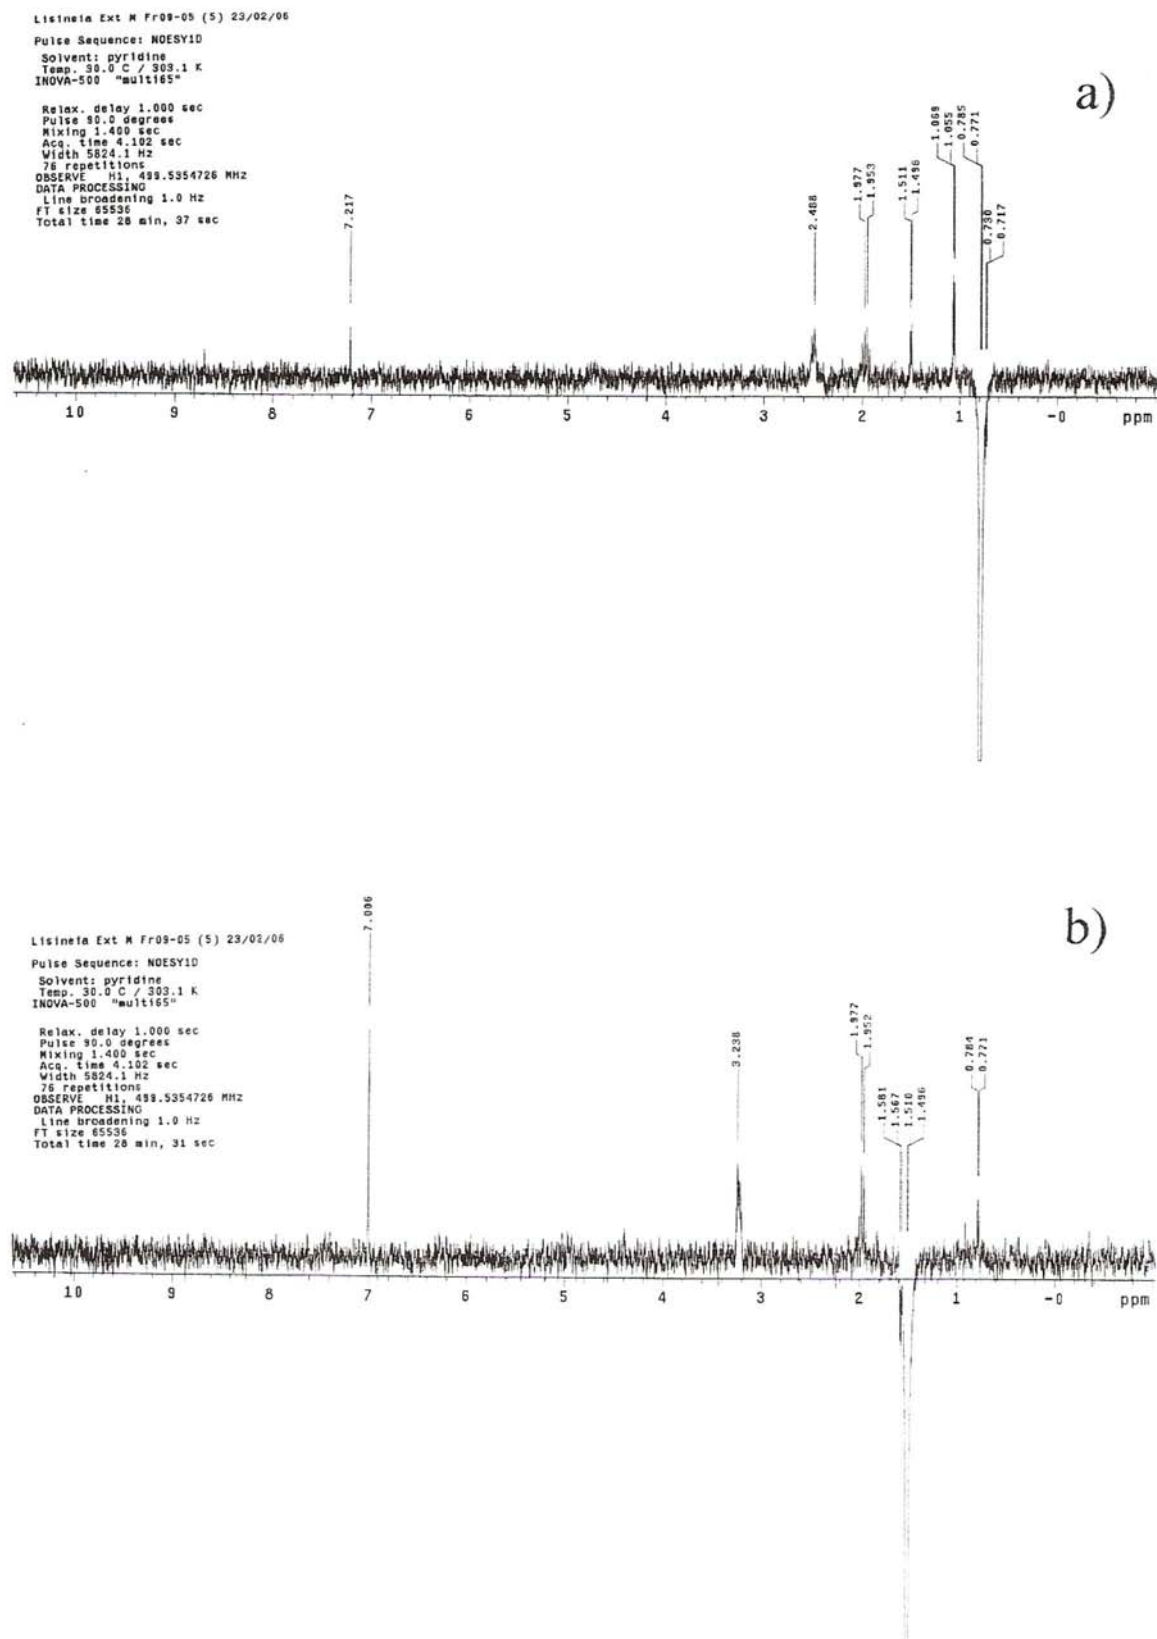 Lisineia Ext M Fr09-05 (5) 23/02/06
Pulse Sequence: NOESY1D
Solvent: pyridine
Temp. 30.0 C / 303.1 K
INOVA-500 "multi65"
Relax. delay 1.000 sec
Pulse 90.0 degrees
Mixing 1.400 sec
Acq. time 4.102 sec
Width 5824.1 Hz
76 repetitions
OBSERVE H1, 499.5354726 MHz
DATA PROCESSING
Line broadening 1.0 Hz
FT size 65536
Total time 28 min, 37 sec
a)
7.217
2.488
1.977
1.953
1.511
1.498
1.069
1.055
0.785
0.771
0.730
0.717
10 9 8 7 6 5 4 3 2 1 -0 ppm
Lisineia Ext M Fr09-05 (5) 23/02/06
Pulse Sequence: NOESY1D
Solvent: pyridine
Temp. 30.0 C / 303.1 K
INOVA-500 "multi65"
Relax. delay 1.000 sec
Pulse 90.0 degrees
Mixing 1.400 sec
Acq. time 4.102 sec
Width 5824.1 Hz
76 repetitions
OBSERVE H1, 499.5354726 MHz
DATA PROCESSING
Line broadening 1.0 Hz
FT size 65536
Total time 28 min, 31 sec
b)
7.006
3.238
1.977
1.952
1.581
1.567
1.510
1.496
0.784
0.771
10 9 8 7 6 5 4 3 2 1 -0 ppm